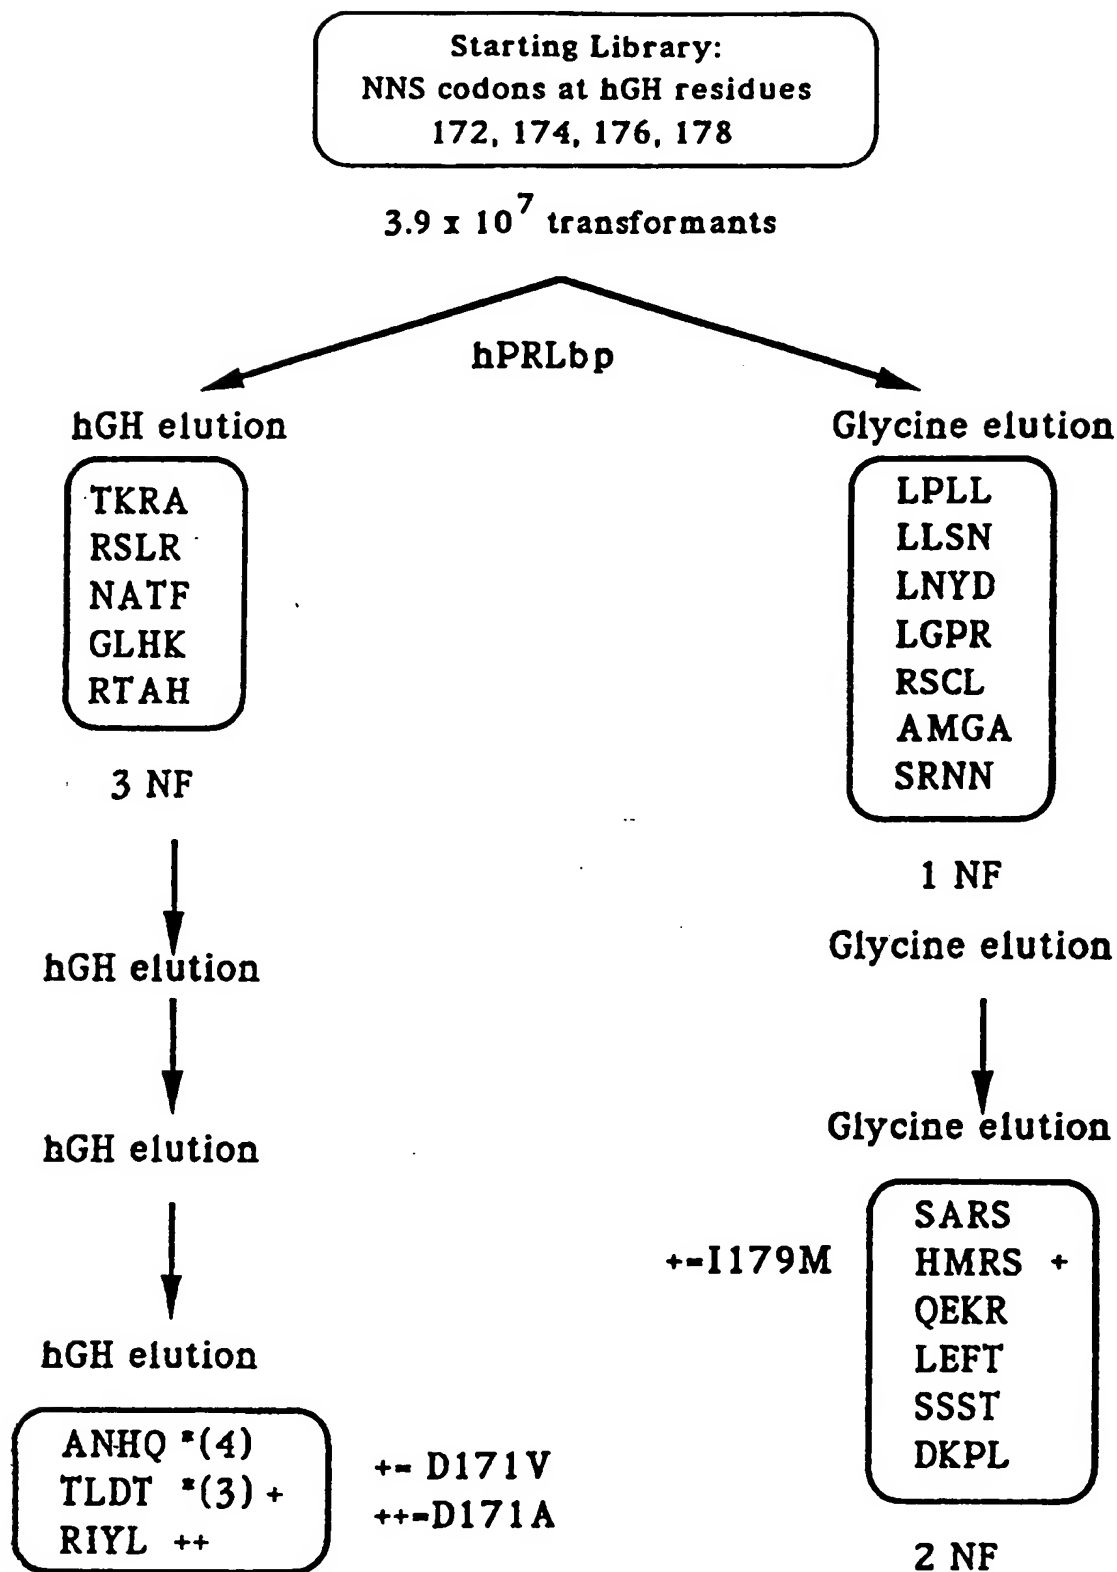 Starting Library:
NNS codons at hGH residues
172, 174, 176, 178
3.9 x 10^7 transformants
hPRLbp
hGH elution
TKRA
RSLR
NATF
GLHK
RTAH
3 NF
hGH elution
hGH elution
hGH elution
ANHQ *(4)
TLDT *(3) +
RIYL ++
+= D171V
++=D171A
Glycine elution
LPLL
LLSN
LNYD
LGPR
RSCL
AMGA
SRNN
1 NF
Glycine elution
Glycine elution
+=I179M
SARS
HMRS +
QEKR
LEFT
SSST
DKPL
2 NF